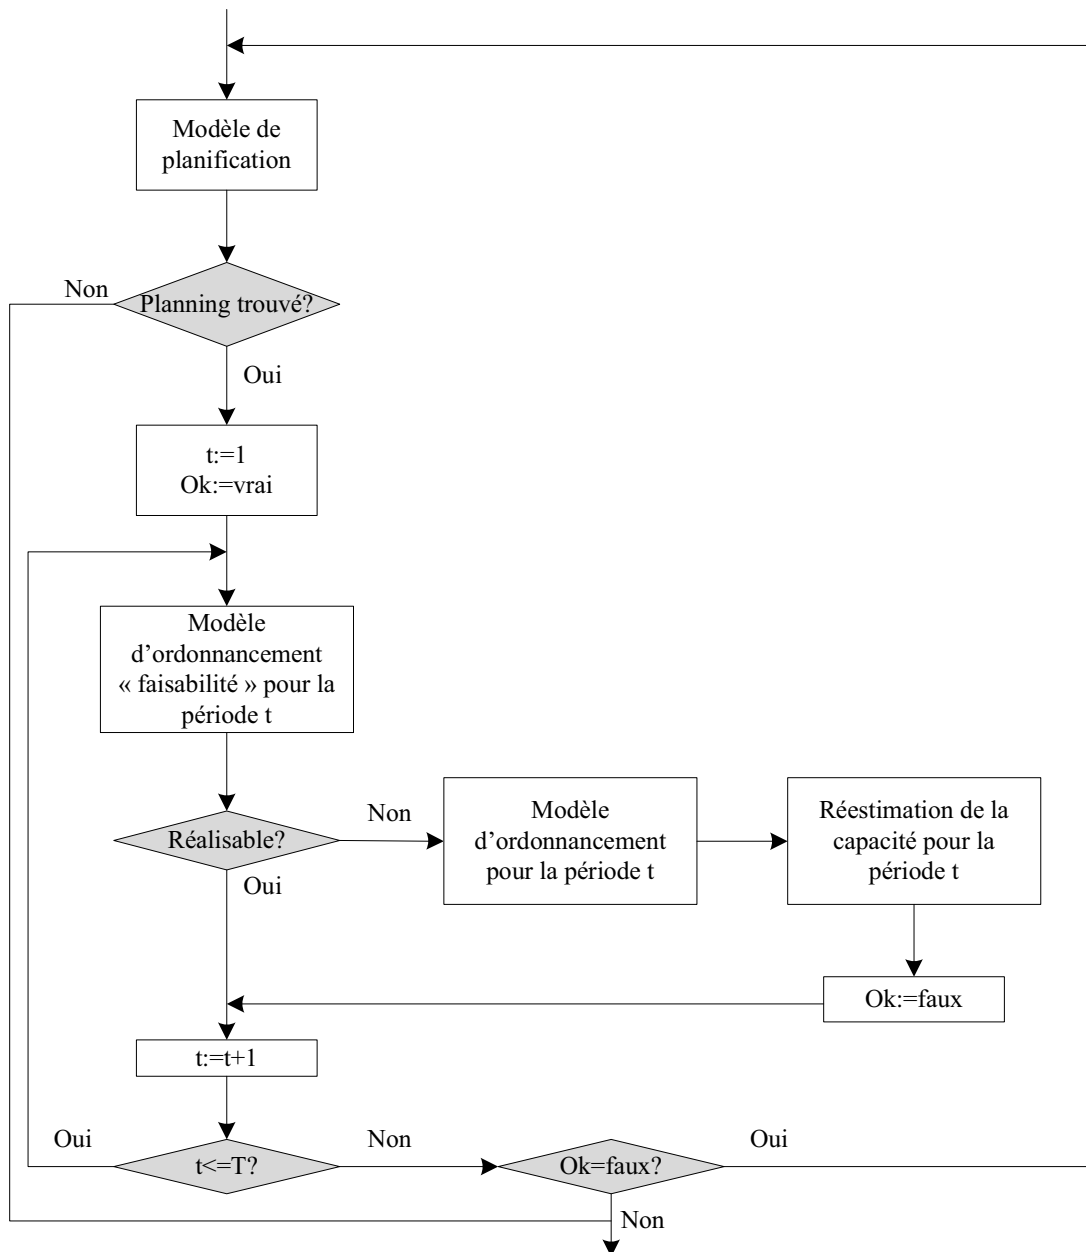 Modèle de
planification
Non
Planning trouvé?
Oui
t:=1
Ok:=vrai
Modèle
d’ordonnancement
« faisabilité » pour la
période t
Réalisable?
Non
Oui
Modèle
d’ordonnancement
pour la période t
Réestimation de la
capacité pour la
période t
Ok:=faux
t:=t+1
Oui
t<=T?
Non
Ok=faux?
Oui
Non